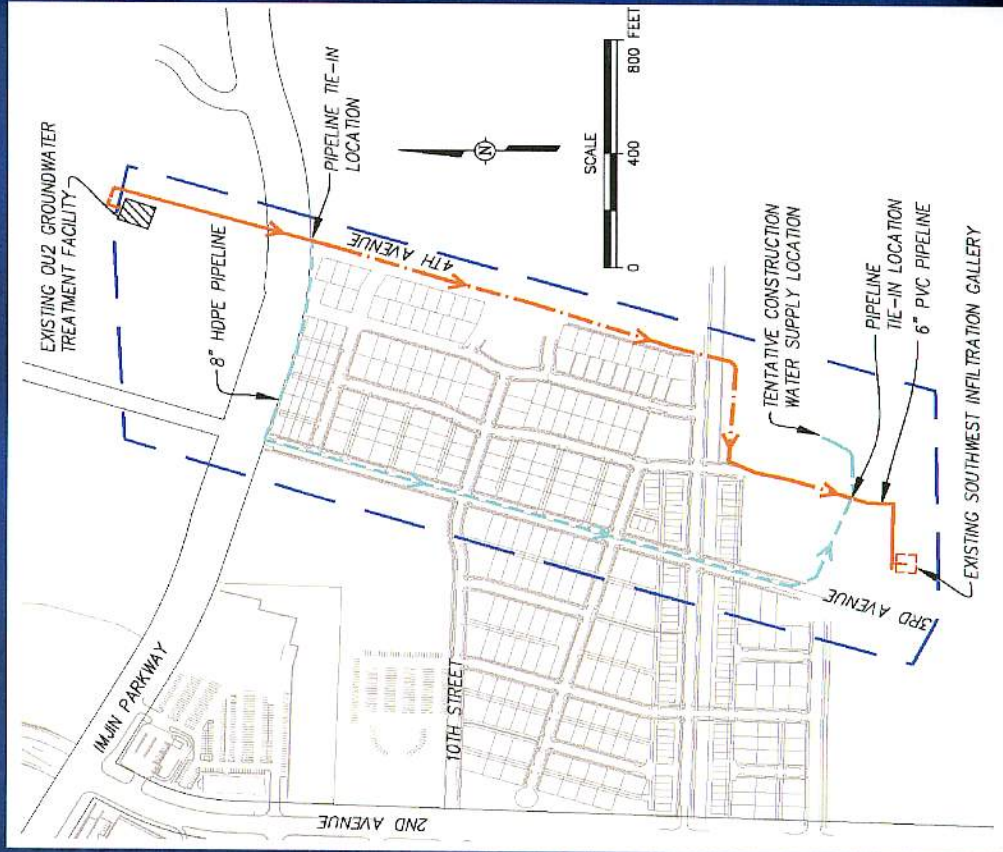 EXISTING OU2 GROUNDWATER
TREATMENT FACILITY
8" HDPE PIPELINE
PIPELINE TIE-IN
LOCATION
N
SCALE
0 400 800 FEET
IMJIN PARKWAY
4TH AVENUE
10TH STREET
2ND AVENUE
TENTATIVE CONSTRUCTION
WATER SUPPLY LOCATION
PIPELINE
TIE-IN LOCATION
6" PVC PIPELINE
3RD AVENUE
EXISTING SOUTHWEST INFILTRATION GALLERY